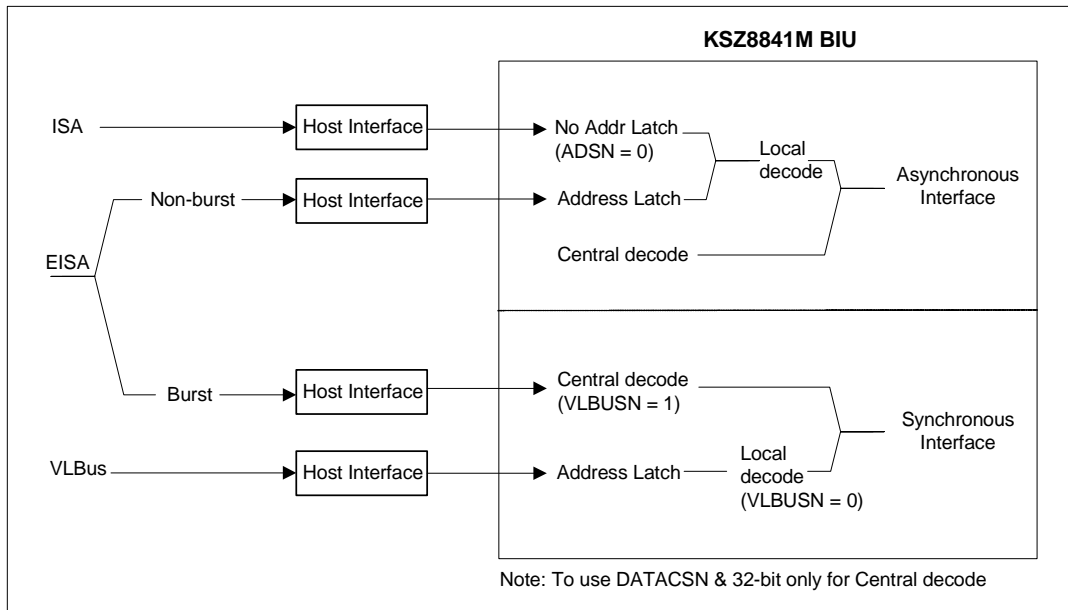 KSZ8841M BIU
ISA
Host Interface
No Addr Latch
(ADSN = 0)
Local
decode
Asynchronous
Interface
Non-burst
Host Interface
Address Latch
EISA
Central decode
Burst
Host Interface
Central decode
(VLBUSN = 1)
Synchronous
Interface
VLBus
Host Interface
Address Latch
Local
decode
(VLBUSN = 0)
Note: To use DATACSN & 32-bit only for Central decode